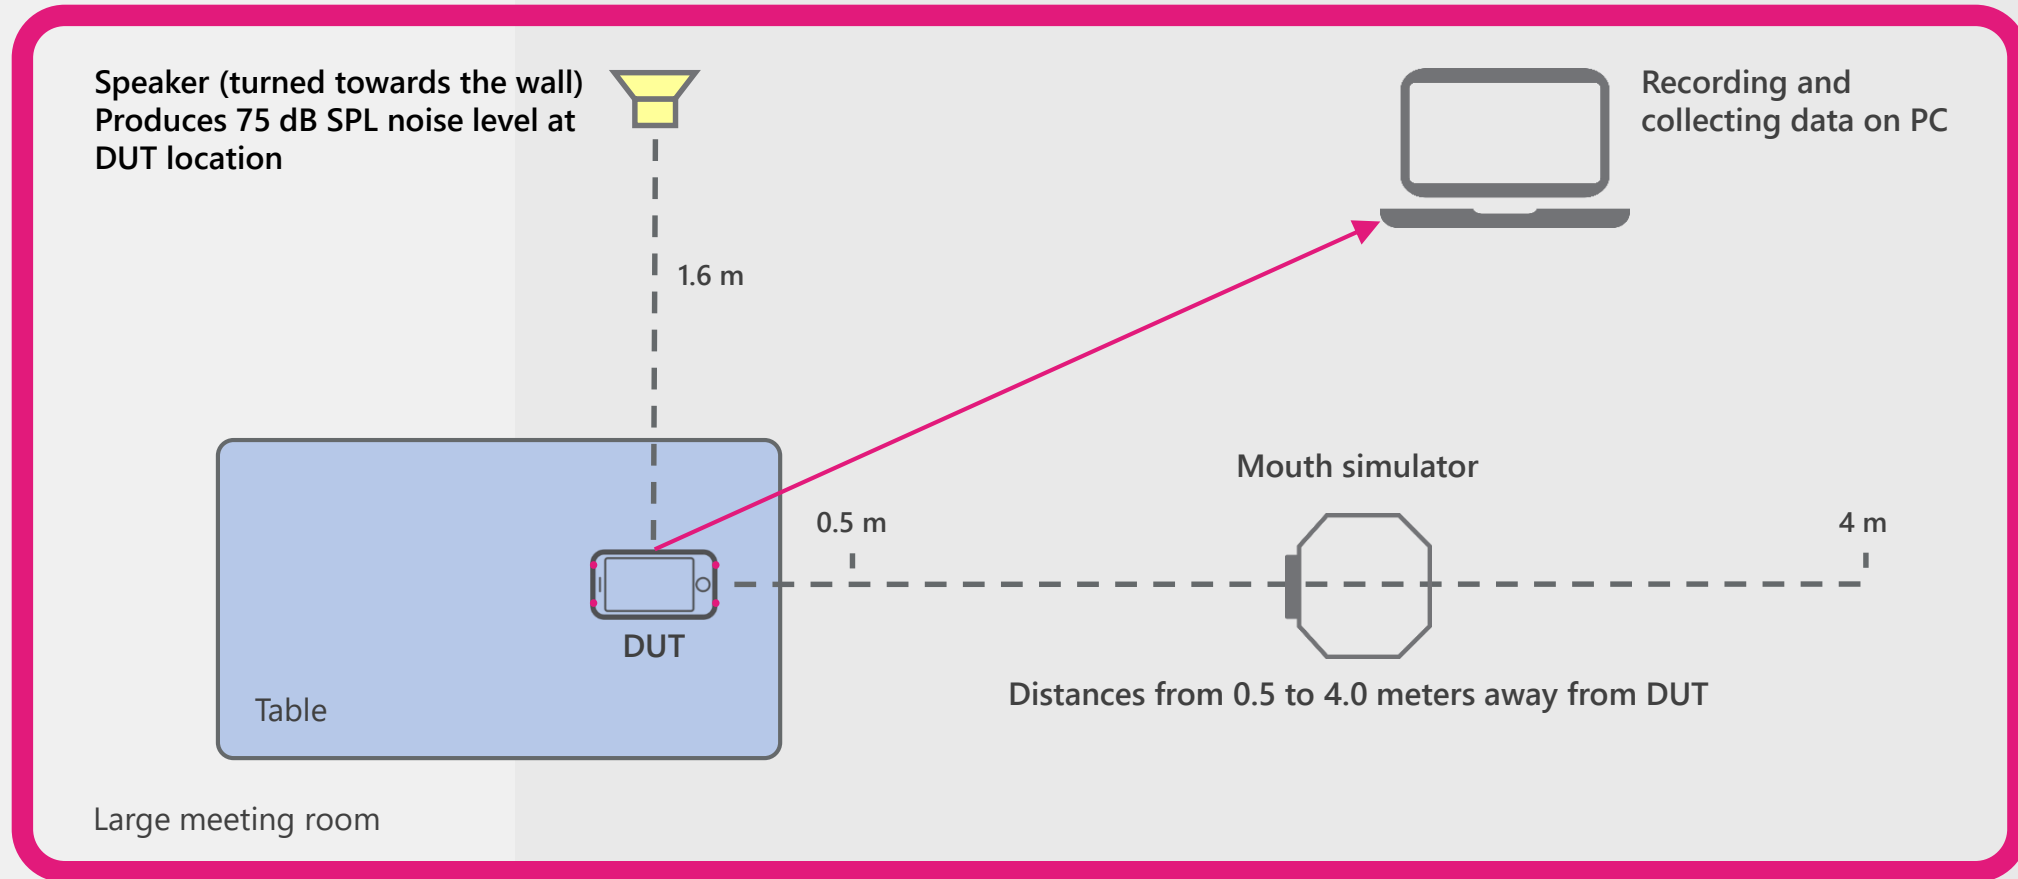 Speaker (turned towards the wall)
Produces 75 dB SPL noise level at
DUT location
Recording and
collecting data on PC
1.6 m
Mouth simulator
0.5 m
4 m
DUT
Distances from 0.5 to 4.0 meters away from DUT
Table
Large meeting room